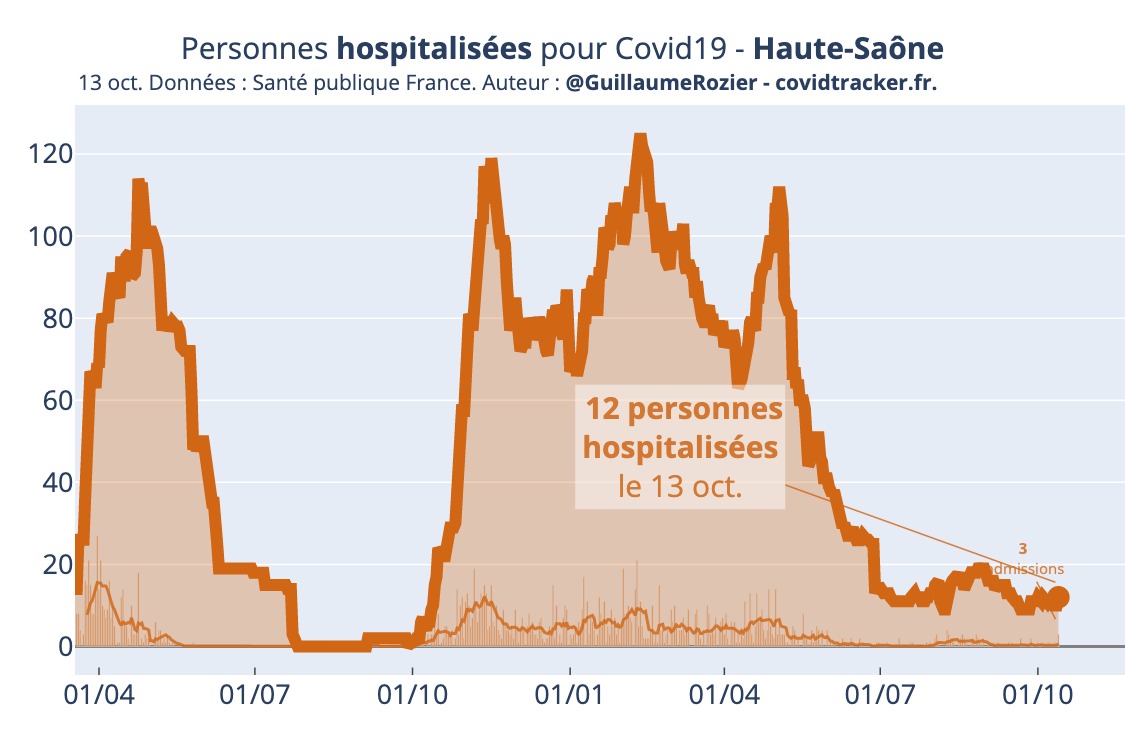 Personnes hospitalisées pour Covid19 - Haute-Saône
13 oct. Données : Santé publique France. Auteur : @GuillaumeRozier - covidtracker.fr.
120
100
80
60
40
20
0
12 personnes
hospitalisées
le 13 oct.
3
admissions
01/04 01/07 01/10 01/01 01/04 01/07 01/10